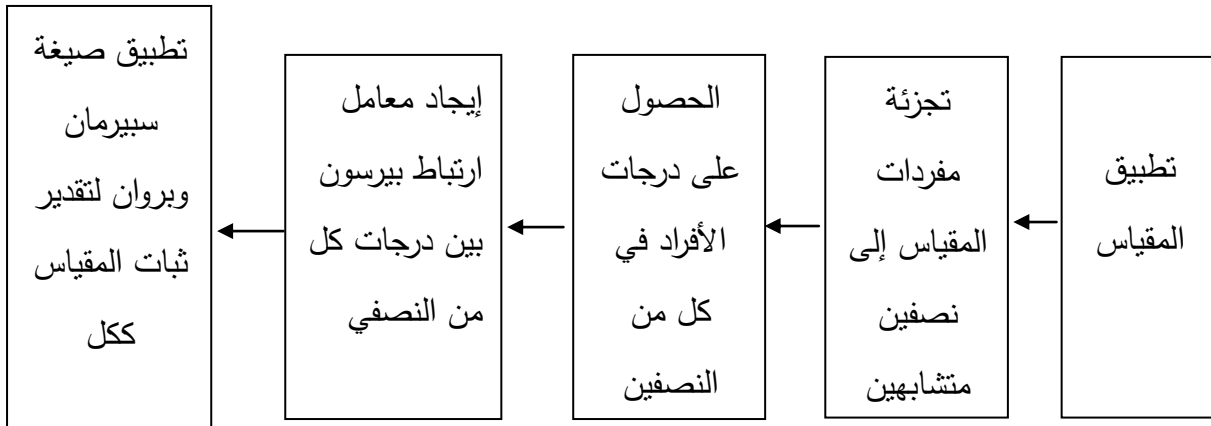 تطبيق
المقياس
تجزئة
مفردات
المقياس إلى
نصفين
متشابهين
الحصول
على درجات
الأفراد في
كل من
النصفين
إيجاد معامل
ارتباط بيرسون
بين درجات كل
من النصفي
تطبيق صيغة
سبيرمان
وبروان لتقدير
ثبات المقياس
ككل